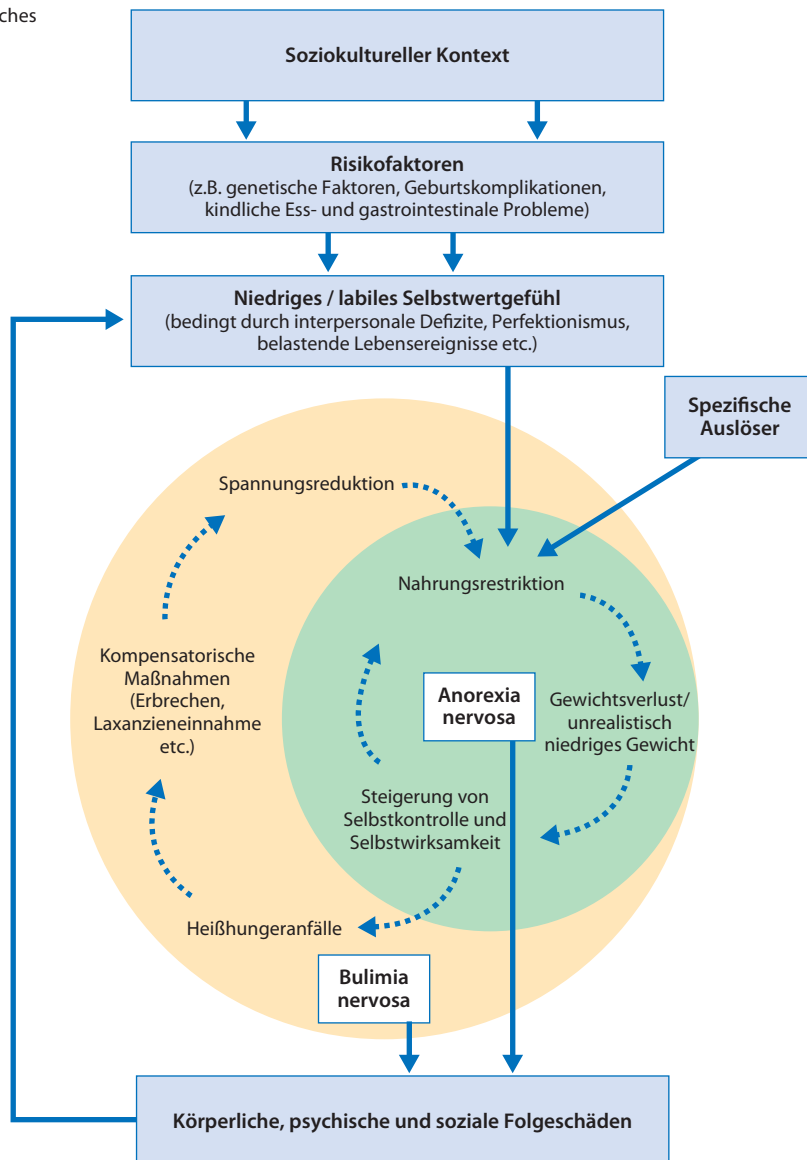 ches
Soziokultureller Kontext
Risikofaktoren
(z.B. genetische Faktoren, Geburtskomplikationen,
kindliche Ess- und gastrointestinale Probleme)
Niedriges / labiles Selbstwertgefühl
(bedingt durch interpersonale Defizite, Perfektionismus,
belastende Lebensereignisse etc.)
Spezifische
Auslöser
Spannungsreduktion
Nahrungsrestriktion
Kompensatorische
Maßnahmen
(Erbrechen,
Laxanzieneinnahme
etc.)
Anorexia
nervosa
Gewichtsverlust/
unrealistisch
niedriges Gewicht
Steigerung von
Selbstkontrolle und
Selbstwirksamkeit
Heißhungeranfälle
Bulimia
nervosa
Körperliche, psychische und soziale Folgeschäden